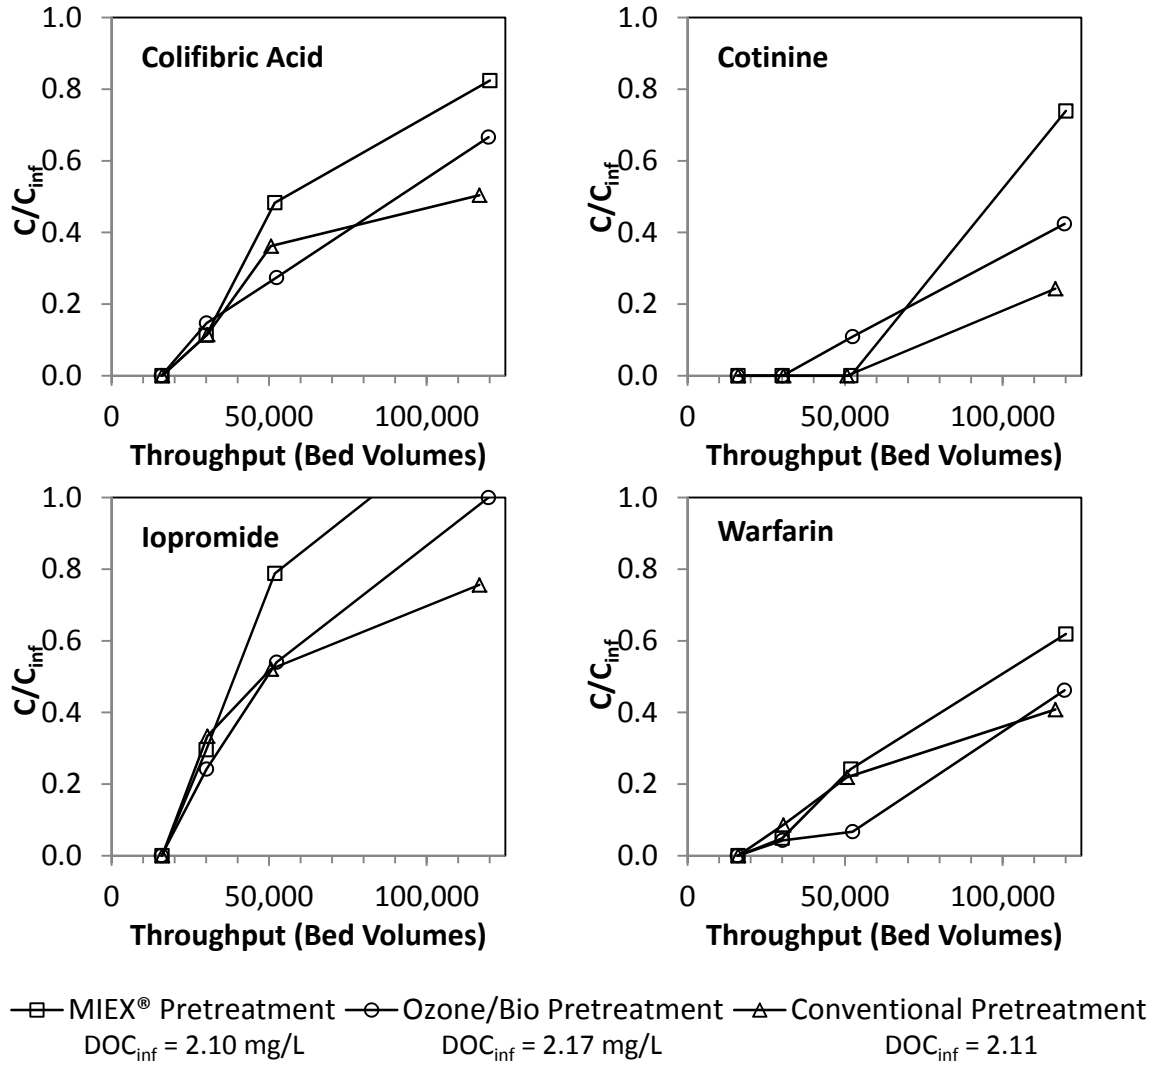 1.0
0.8
0.6
0.4
0.2
0.0
C/Cinf
Colifibric Acid
0 50,000 100,000
Throughput (Bed Volumes)
1.0
0.8
0.6
0.4
0.2
0.0
C/Cinf
Cotinine
0 50,000 100,000
Throughput (Bed Volumes)
1.0
0.8
0.6
0.4
0.2
0.0
C/Cinf
Iopromide
0 50,000 100,000
Throughput (Bed Volumes)
1.0
0.8
0.6
0.4
0.2
0.0
C/Cinf
Warfarin
0 50,000 100,000
Throughput (Bed Volumes)
MIEX® Pretreatment Ozone/Bio Pretreatment Conventional Pretreatment
DOCinf = 2.10 mg/L DOCinf = 2.17 mg/L DOCinf = 2.11